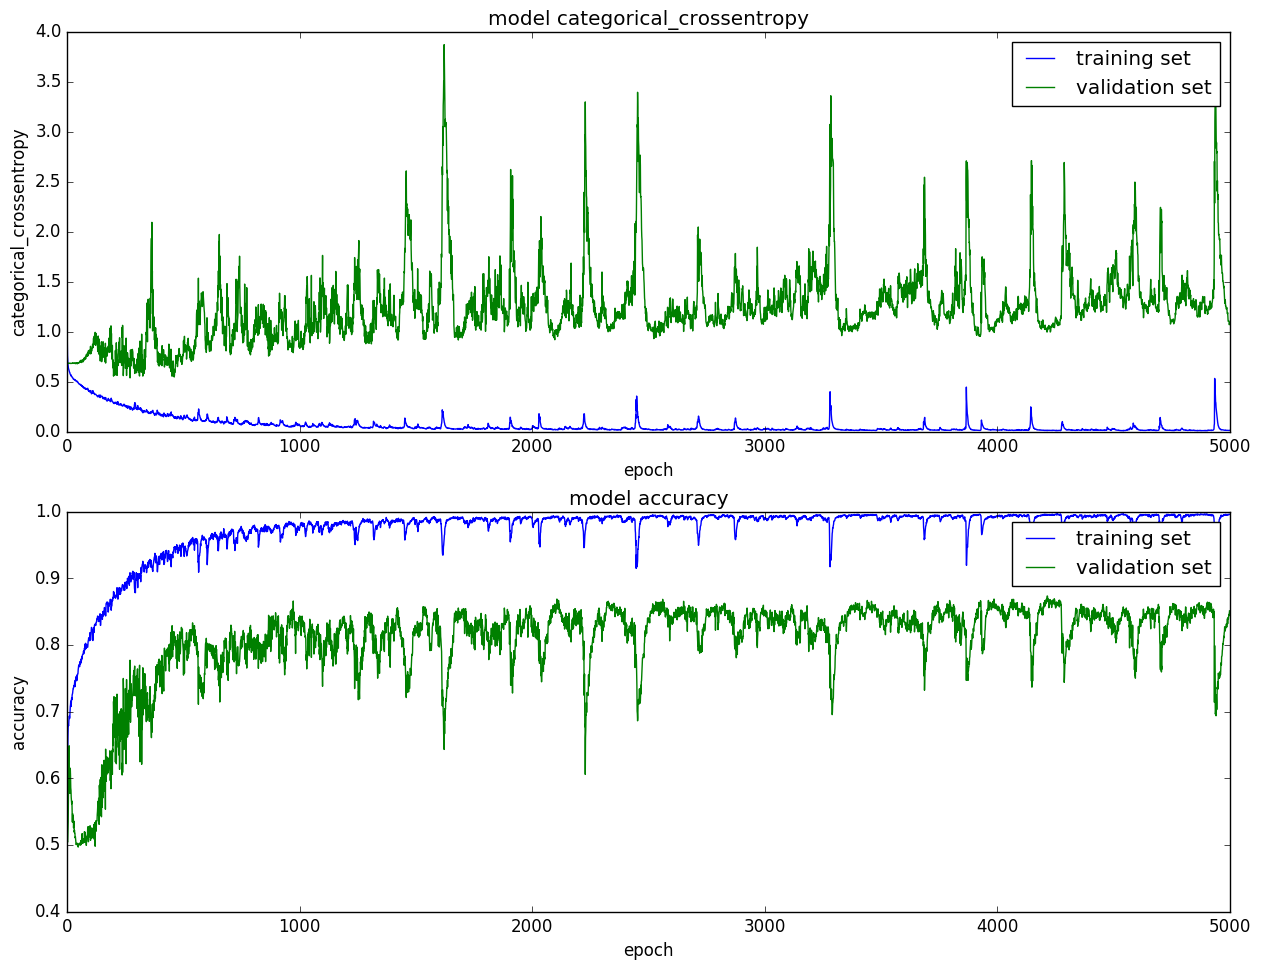 model categorical_crossentropy
4.0
3.5
3.0
2.5
2.0
1.5
1.0
0.5
0.0
categorical_crossentropy
training set
validation set
0 1000 2000 3000 4000 5000
epoch
model accuracy
1.0
0.9
0.8
0.7
0.6
0.5
0.4
accuracy
training set
validation set
0 1000 2000 3000 4000 5000
epoch